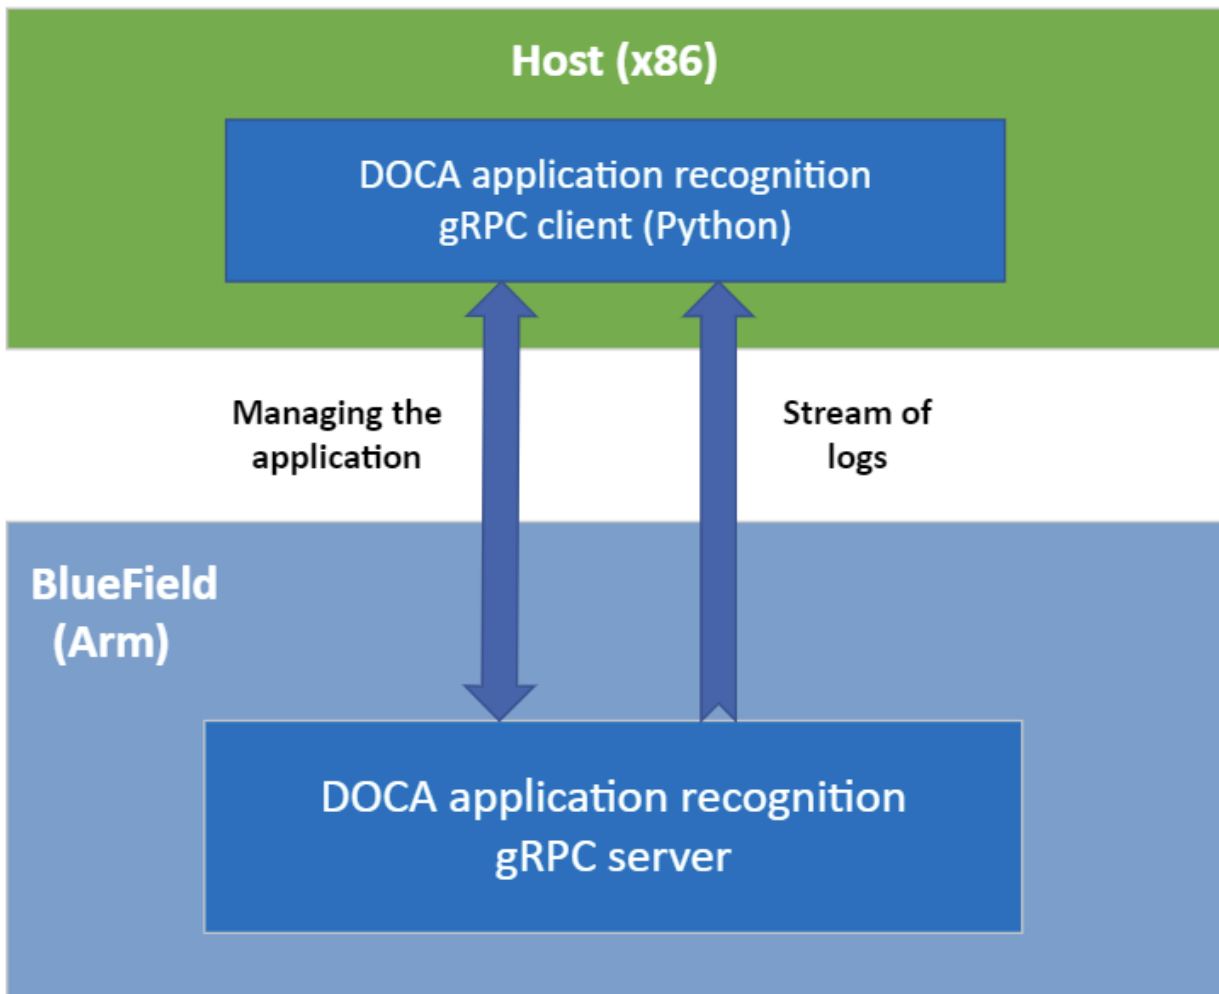 Host (x86)
DOCA application recognition
gRPC client (Python)
Managing the
application
Stream of
logs
BlueField
(Arm)
DOCA application recognition
gRPC server